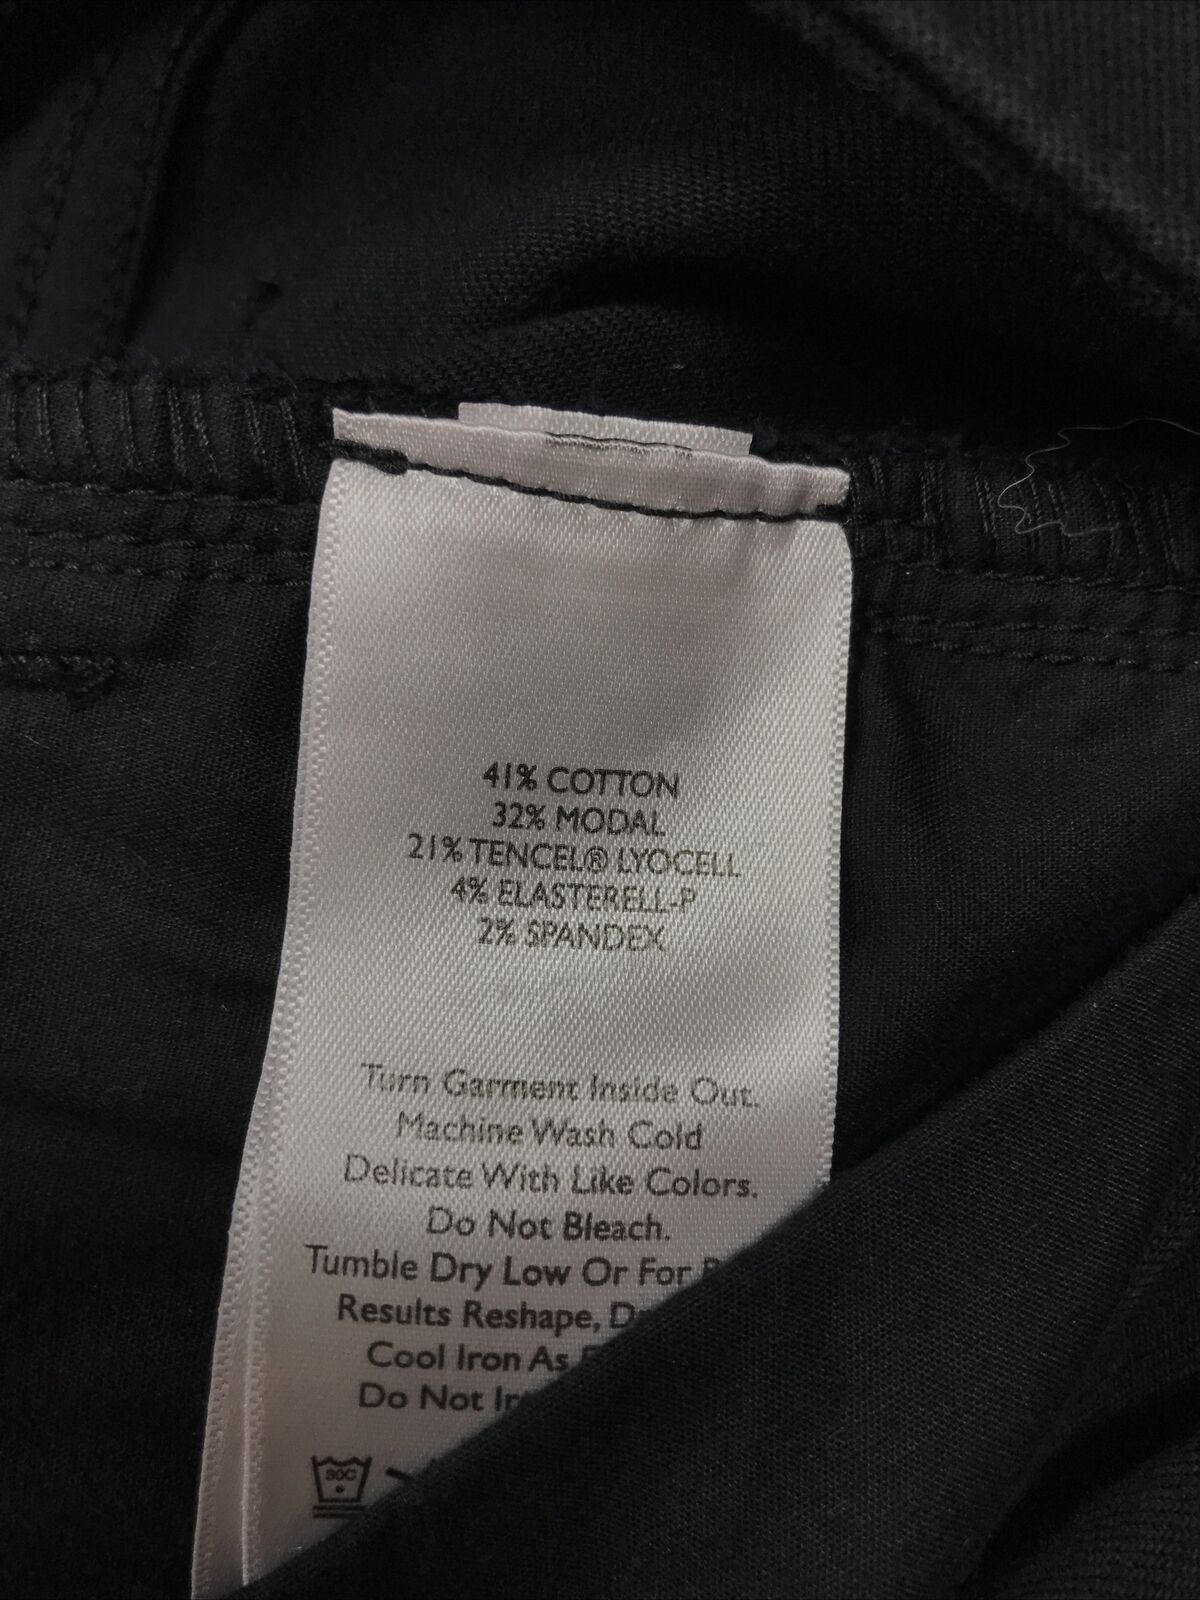 41% COTTON
32% MODAL
21% TENCEL® LYOCELL
4% ELASTERELL-P
2% SPANDEX
Turn Garment Inside Out.
Machine Wash Cold
Delicate With Like Colors.
Do Not Bleach.
Tumble Dry Low Or For
Results Reshape,
Cool Iron As
Do Not
30C